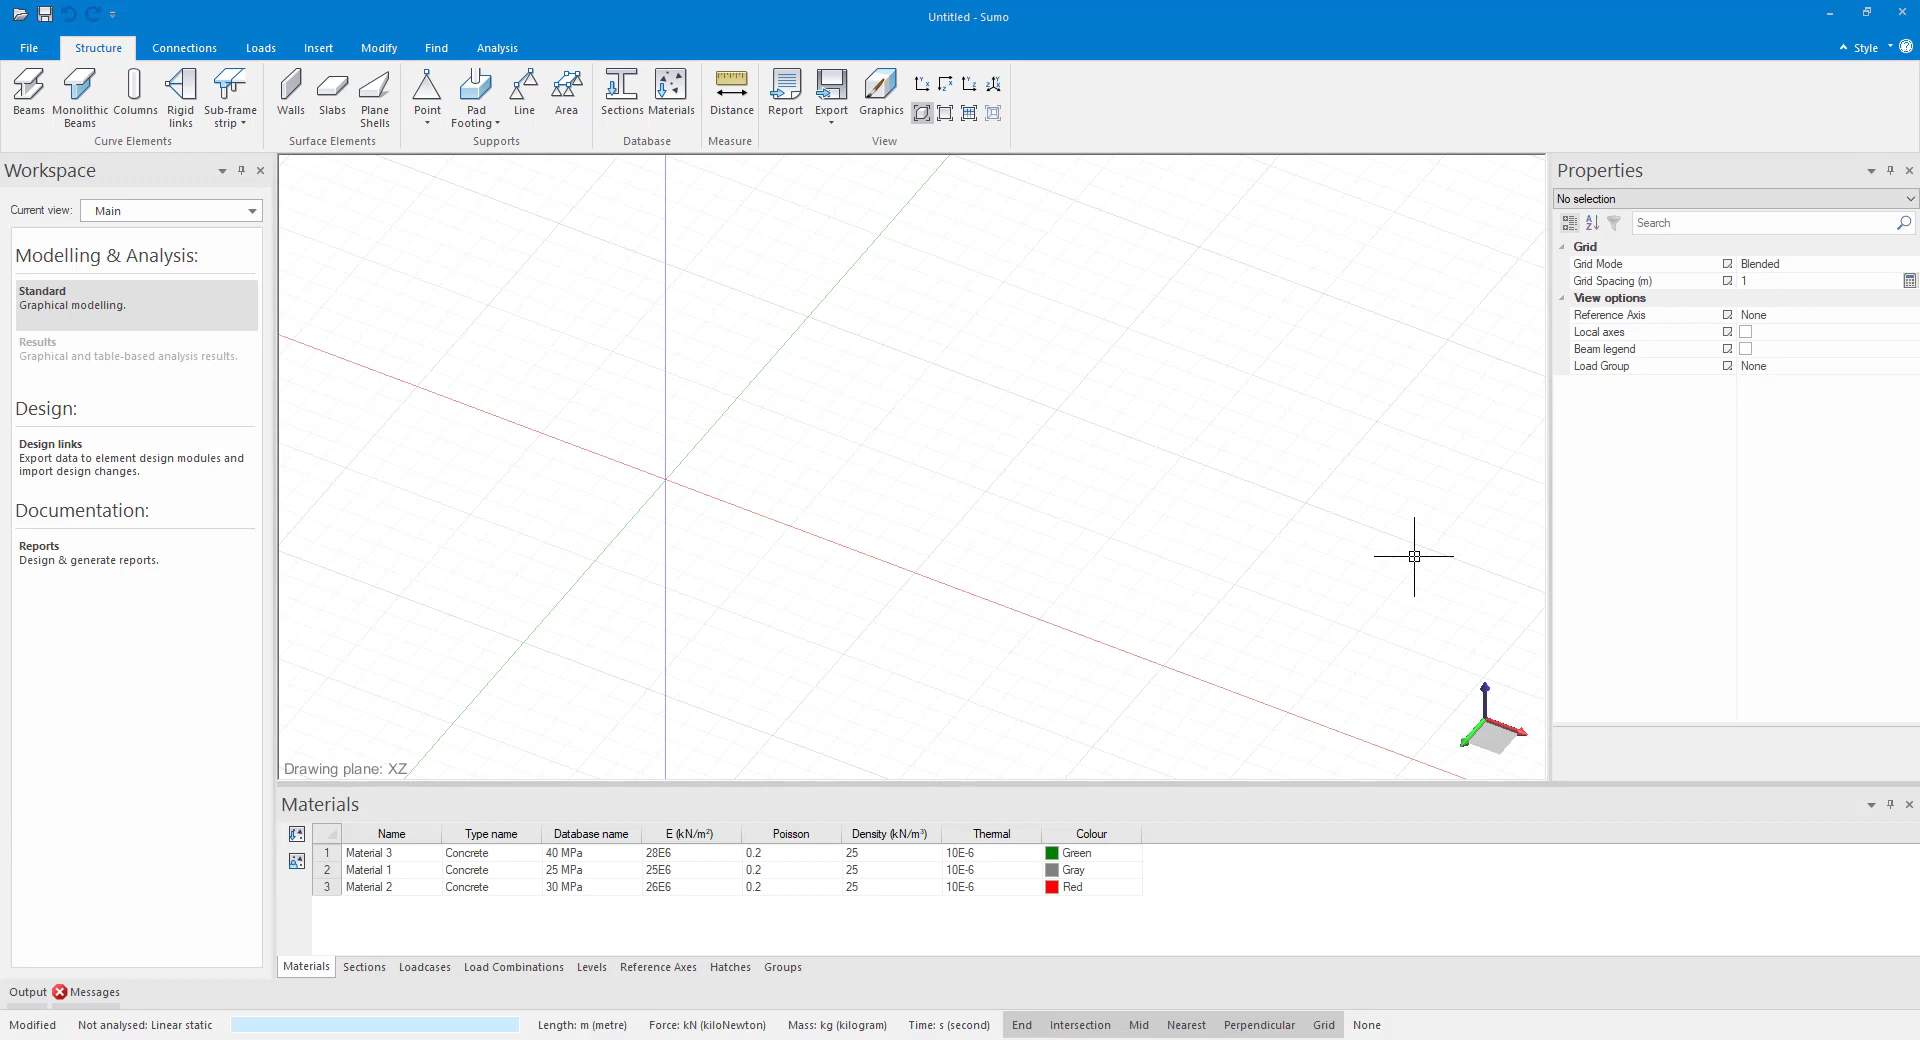 Untitled - Sumo
File Structure Connections Loads Insert Modify Find Analysis
Style
Beams Monolithic Beams Columns Rigid links Sub-frame strip
Curve Elements
Walls Slabs Plane Shells
Surface Elements
Point Pad Footing Line Area
Supports
Sections Materials
Database
Distance
Measure
Report Export Graphics
View
Workspace
Current view: Main
Modelling & Analysis:
Standard
Graphical modelling.
Results
Graphical and table-based analysis results.
Design:
Design links
Export data to element design modules and
import design changes.
Documentation:
Reports
Design & generate reports.
Drawing plane: XZ
Properties
No selection
Search
Grid
Grid Mode Blended
Grid Spacing (m) 1
View options
Reference Axis None
Local axes
Beam legend
Load Group None
Materials
Name Type name Database name E (kN/m²) Poisson Density (kN/m³) Thermal Colour
1 Material 3 Concrete 40 MPa 28E6 0.2 25 10E-6 Green
2 Material 1 Concrete 25 MPa 25E6 0.2 25 10E-6 Gray
3 Material 2 Concrete 30 MPa 26E6 0.2 25 10E-6 Red
Materials Sections Loadcases Load Combinations Levels Reference Axes Hatches Groups
Output Messages
Modified Not analysed: Linear static Length: m (metre) Force: kN (kiloNewton) Mass: kg (kilogram) Time: s (second) End Intersection Mid Nearest Perpendicular Grid None